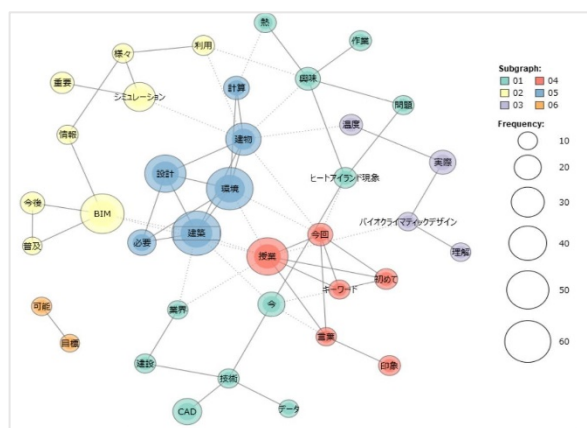 熱
作業
様々
利用
興味
重要
シミュレーション
計算
問題
情報
建物
温度
実際
設計
環境
ヒートアイランド現象
今後
BIM
バイオクライマティックデザイン
普及
必要
建築
今回
理解
授業
初めて
キーワード
可能
業界
今
目標
言葉
建設
技術
印象
CAD
データ
Subgraph:
01 04
02 05
03 06
Frequency:
10
20
30
40
50
60